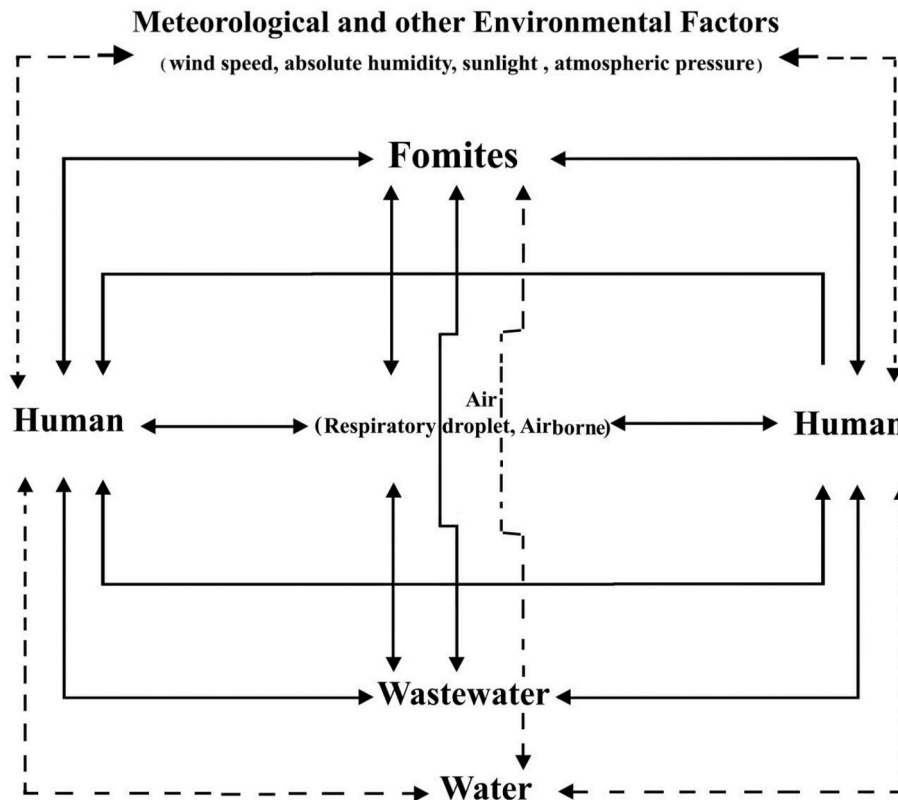 Meteorological and other Environmental Factors
(wind speed, absolute humidity, sunlight , atmospheric pressure)
Fomites
Air
Human
(Respiratory droplet, Airborne)
Human
Wastewater
Water